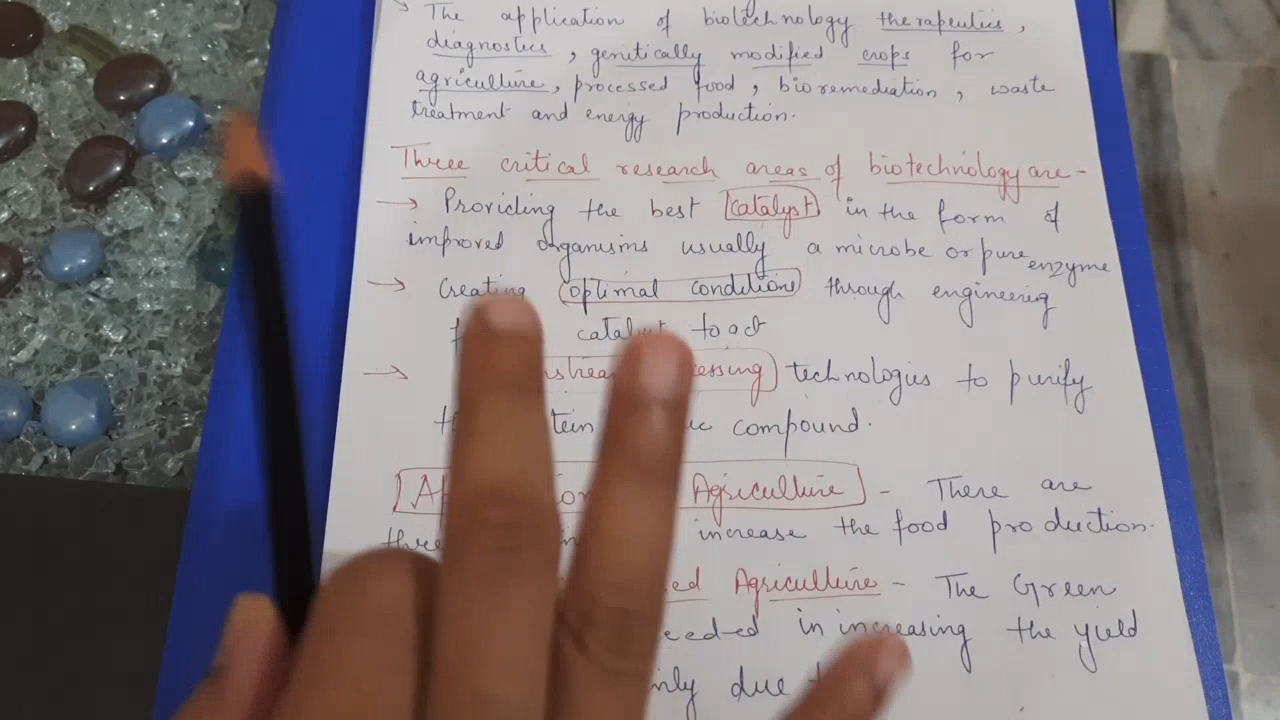 The application of biotechnology therapeutics,
diagnostics, genetically modified crops for
agriculture, processed food, bioremediation, waste
treatment and energy production.
Three critical research areas of biotechnology are-
→ Providing the best catalyst in the form of
improved organisms usually a microbe or pure enzyme
→ Creating optimal conditions through engineering
catalyst to act
→ technologies to purify
compound.
Agriculture - There are
increase the food production.
Agriculture - The Green
in increasing the yield
due